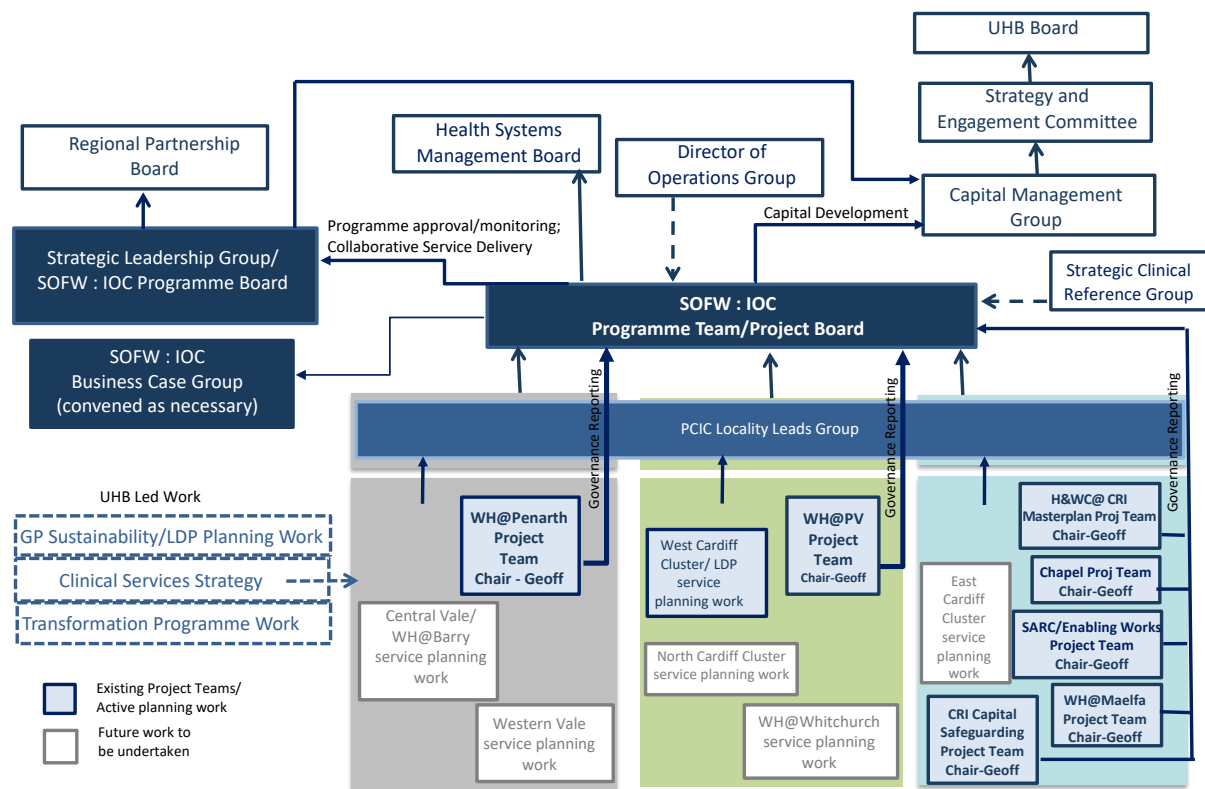 UHB Board
Strategy and
Engagement Committee
Capital Management
Group
Health Systems
Management Board
Director of
Operations Group
Regional Partnership
Board
Capital Development
Programme approval/monitoring;
Collaborative Service Delivery
Strategic Leadership Group/
SOFW : IOC Programme Board
Strategic Clinical
Reference Group
SOFW : IOC
Programme Team/Project Board
SOFW : IOC
Business Case Group
(convened as necessary)
Governance Reporting
Governance Reporting
Governance Reporting
PCIC Locality Leads Group
UHB Led Work
GP Sustainability/LDP Planning Work
Clinical Services Strategy
Transformation Programme Work
WH@Penarth
Project
Team
Chair - Geoff
Central Vale/
WH@Barry
service planning
work
Western Vale
service planning
work
West Cardiff
Cluster/ LDP
service
planning work
WH@PV
Project
Team
Chair-Geoff
North Cardiff Cluster
service planning work
WH@Whitchurch
service planning
work
East
Cardiff
Cluster
service
planning
work
H&WC@ CRI
Masterplan Proj Team
Chair-Geoff
Chapel Proj Team
Chair-Geoff
SARC/Enabling Works
Project Team
Chair-Geoff
WH@Maelfa
Project Team
Chair-Geoff
CRI Capital
Safeguarding
Project Team
Chair-Geoff
Existing Project Teams/
Active planning work
Future work to
be undertaken